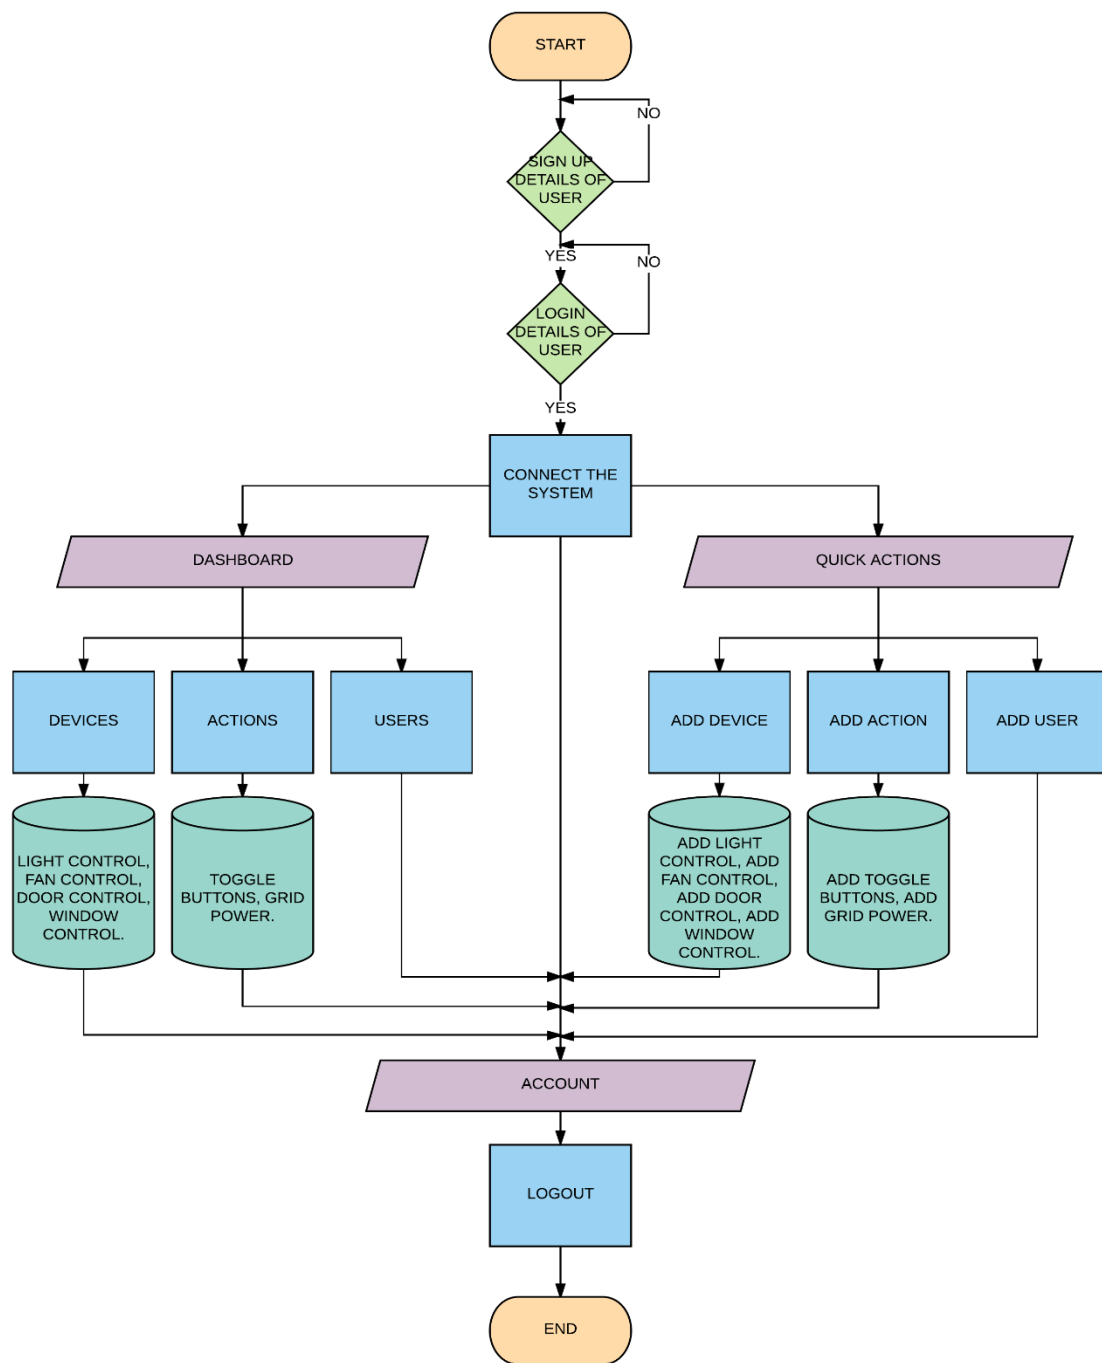 START
NO
SIGN UP
DETAILS OF
USER
YES
NO
LOGIN
DETAILS OF
USER
YES
CONNECT THE
SYSTEM
DASHBOARD
QUICK ACTIONS
DEVICES
ACTIONS
USERS
ADD DEVICE
ADD ACTION
ADD USER
LIGHT CONTROL,
FAN CONTROL,
DOOR CONTROL,
WINDOW
CONTROL.
TOGGLE
BUTTONS, GRID
POWER.
ADD LIGHT
CONTROL, ADD
FAN CONTROL,
ADD DOOR
CONTROL, ADD
WINDOW
CONTROL.
ADD TOGGLE
BUTTONS, ADD
GRID POWER.
ACCOUNT
LOGOUT
END